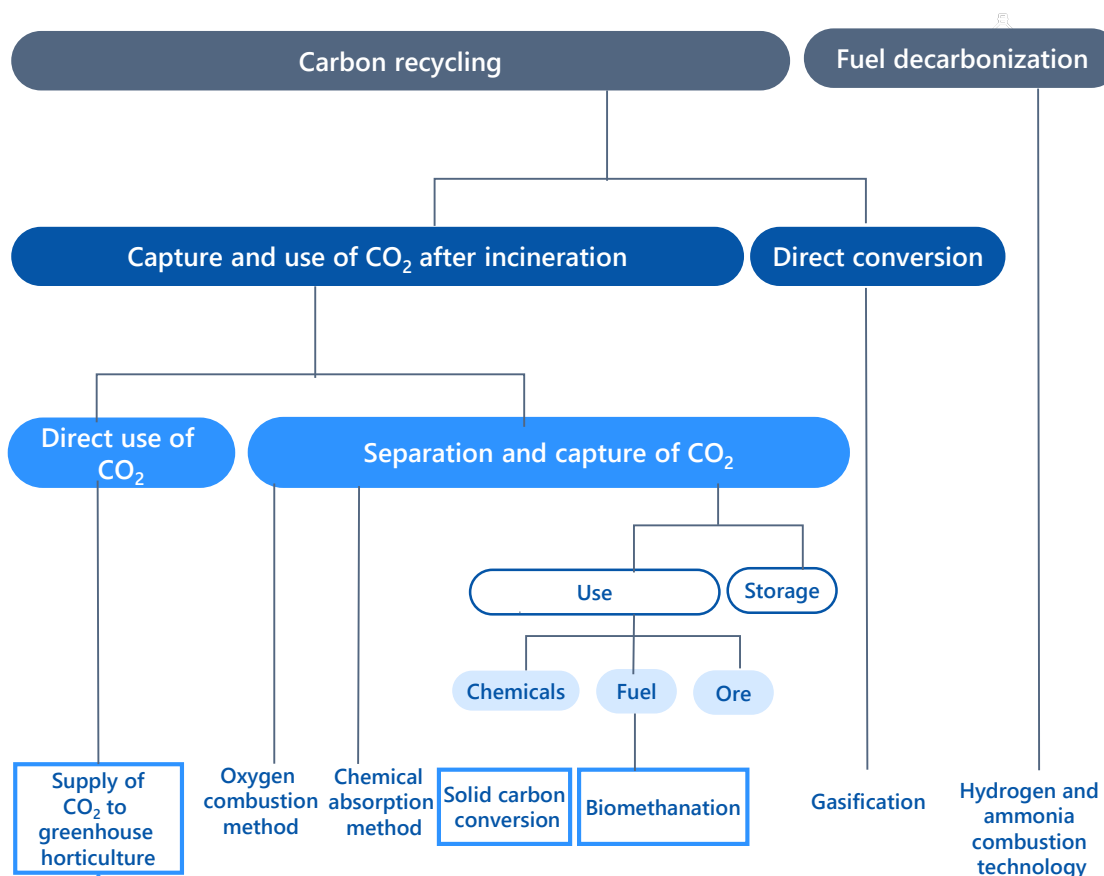 Carbon recycling
Fuel decarbonization
Capture and use of CO₂ after incineration
Direct conversion
Direct use of
CO₂
Separation and capture of CO₂
Use
Storage
Chemicals
Fuel
Ore
Supply of
CO₂ to
greenhouse
horticulture
Oxygen
combustion
method
Chemical
absorption
method
Solid carbon
conversion
Biomethanation
Gasification
Hydrogen and
ammonia
combustion
technology